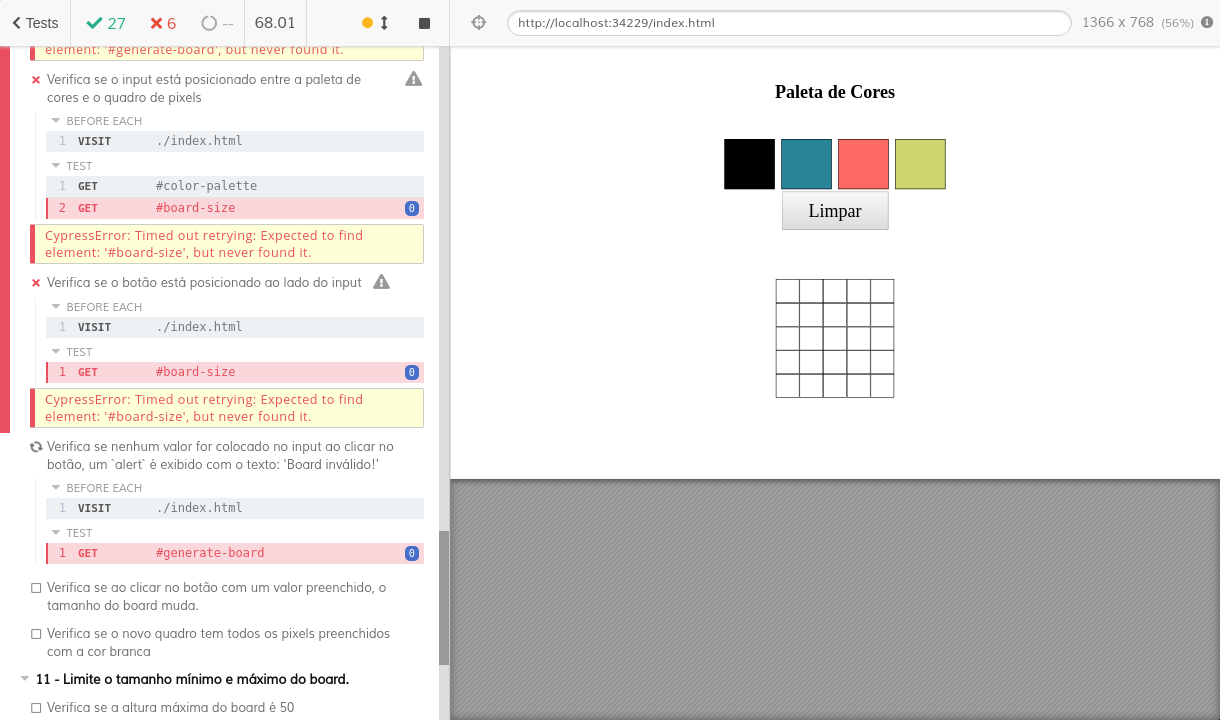 Tests 27 6 -- 68.01 http://localhost:34229/index.html 1366 x 768 (56%)
element: '#generate-board', but never found it.
Verifica se o input está posicionado entre a paleta de
cores e o quadro de pixels
BEFORE EACH
1 VISIT ./index.html
TEST
1 GET #color-palette
2 GET #board-size 0
CypressError: Timed out retrying: Expected to find
element: '#board-size', but never found it.
Verifica se o botão está posicionado ao lado do input
BEFORE EACH
1 VISIT ./index.html
TEST
1 GET #board-size 0
CypressError: Timed out retrying: Expected to find
element: '#board-size', but never found it.
Verifica se nenhum valor for colocado no input ao clicar no
botão, um `alert` é exibido com o texto: 'Board inválido!'
BEFORE EACH
1 VISIT ./index.html
TEST
1 GET #generate-board 0
Verifica se ao clicar no botão com um valor preenchido, o
tamanho do board muda.
Verifica se o novo quadro tem todos os pixels preenchidos
com a cor branca
11 - Limite o tamanho mínimo e máximo do board.
Verifica se a altura máxima do board é 50
Paleta de Cores
Limpar